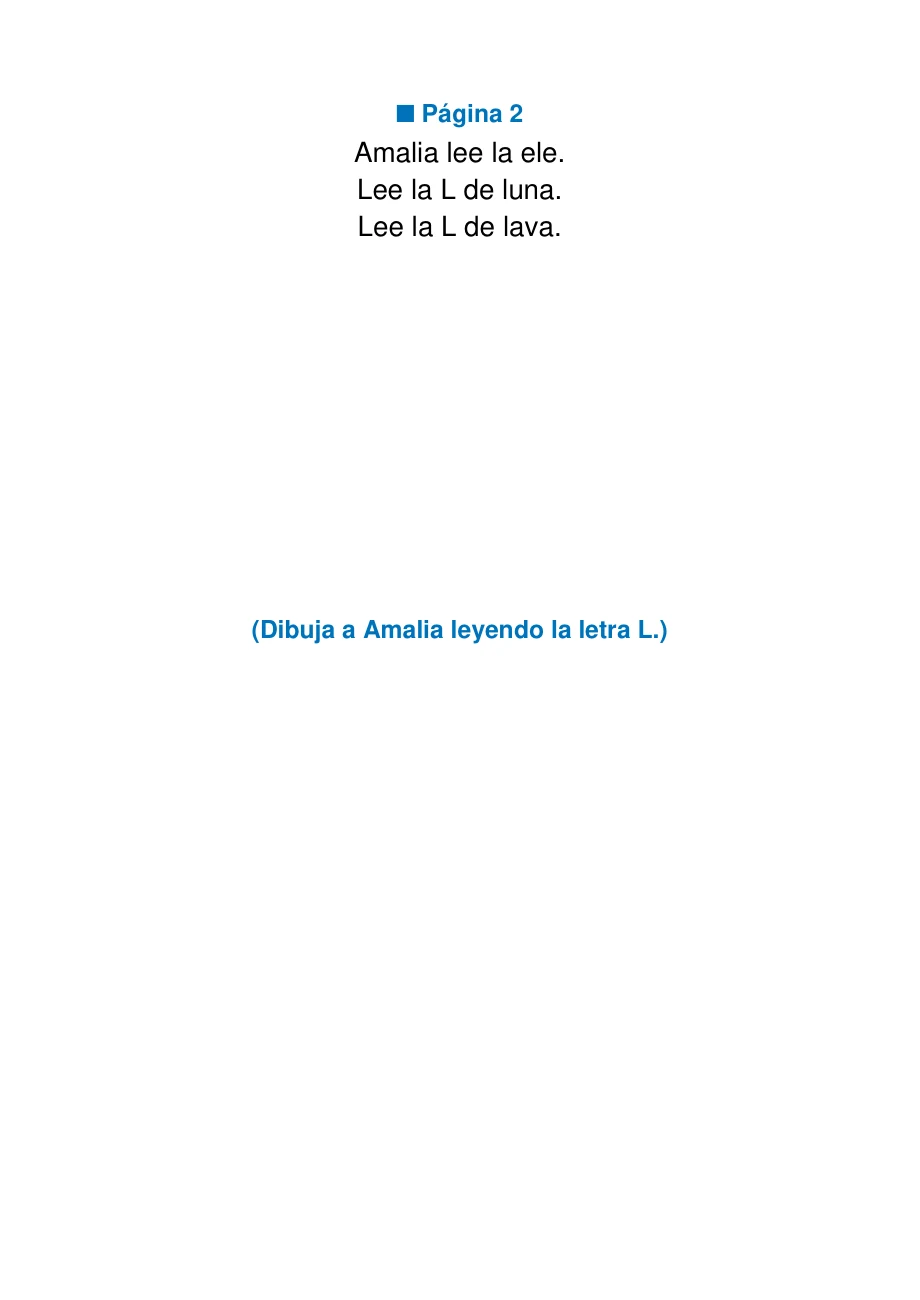 ■ Página 2
Amalia lee la ele.
Lee la L de luna.
Lee la L de lava.
(Dibuja a Amalia leyendo la letra L.)